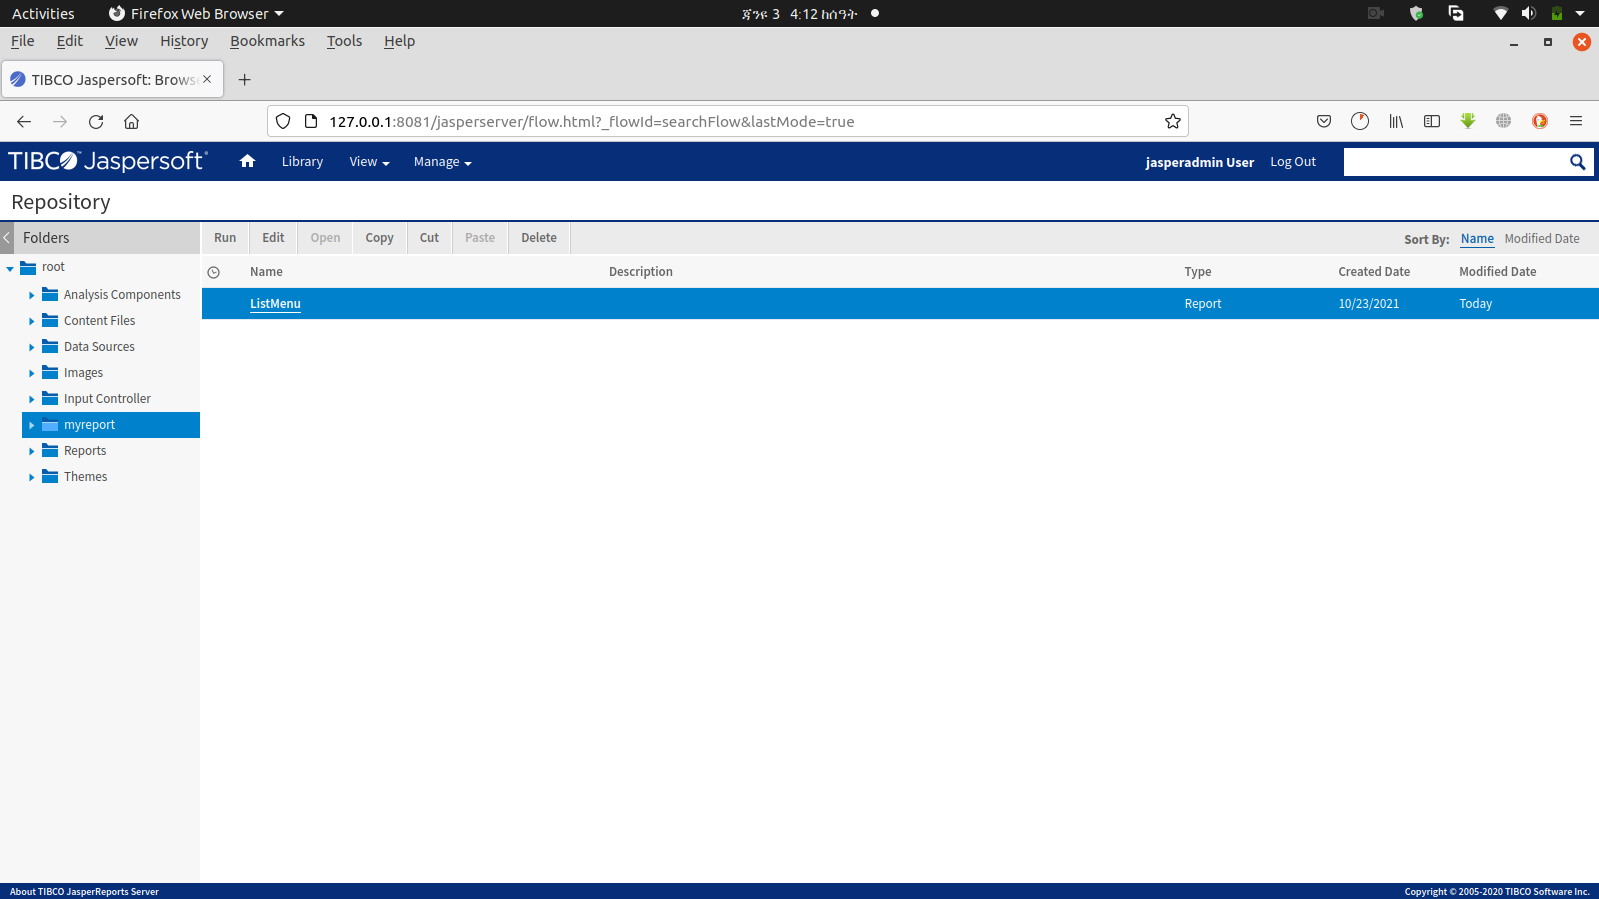 Activities Firefox Web Browser ጃንዩ 3 4:12 ከሰዓት
File Edit View History Bookmarks Tools Help
TIBCO Jaspersoft: Brows
127.0.0.1:8081/jasperserver/flow.html?_flowId=searchFlow&lastMode=true
TIBCO Jaspersoft Library View Manage jasperadmin User Log Out
Repository
Folders Run Edit Open Copy Cut Paste Delete Sort By: Name Modified Date
Name Description Type Created Date Modified Date
ListMenu Report 10/23/2021 Today
root
Analysis Components
Content Files
Data Sources
Images
Input Controller
myreport
Reports
Themes
About TIBCO JasperReports Server Copyright © 2005-2020 TIBCO Software Inc.